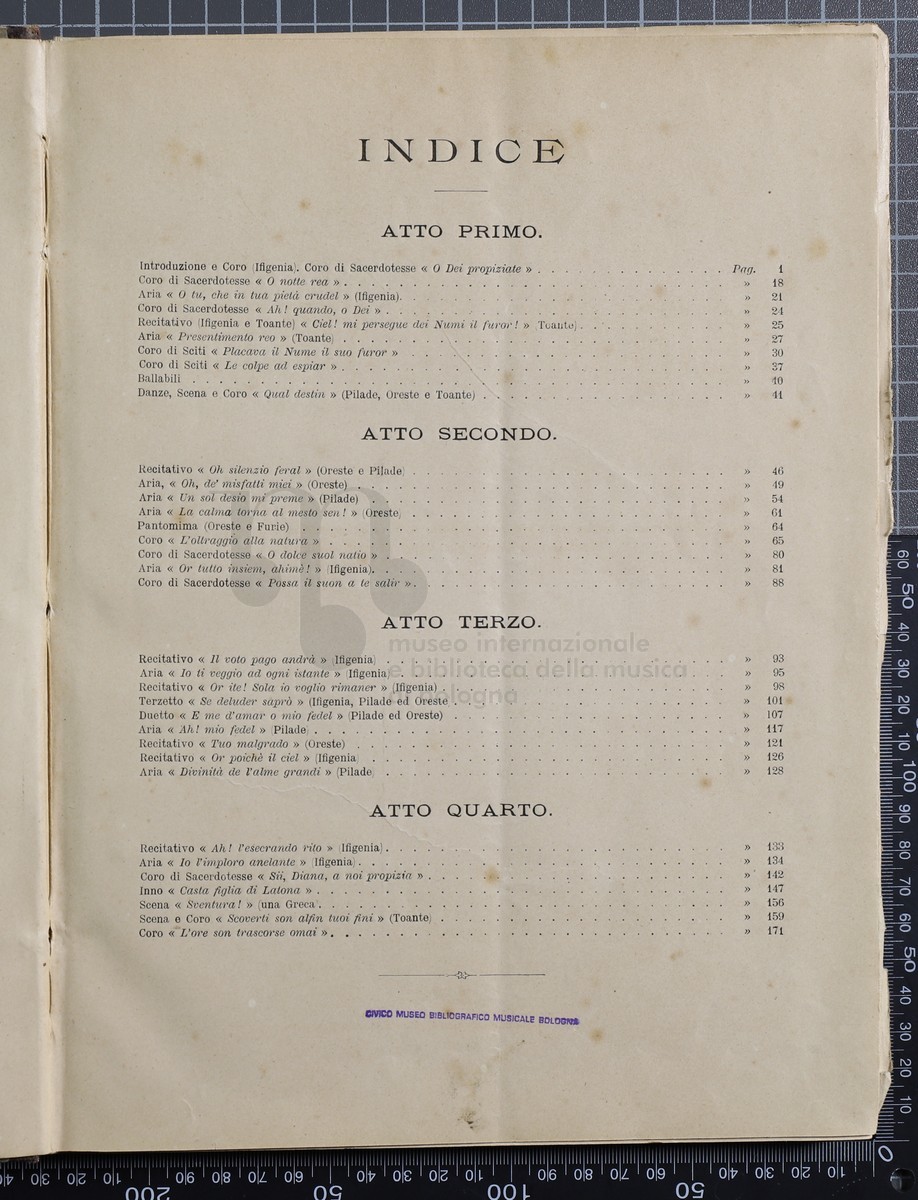 INDICE
ATTO PRIMO.
Introduzione e Coro (Ifigenia). Coro di Sacerdotesse « O Dei propiziate » . . . . . . . . . . . . . . Pag. 1
Coro di Sacerdotesse « O notte rea » . . . . . . . . . . . . . . » 18
Aria « O tu, che in tua pietà crudel » (Ifigenia). . . . . . . . . . . . . . » 21
Coro di Sacerdotesse « Ah! quando, o Dei » . . . . . . . . . . . . . . » 24
Recitativo (Ifigenia e Toante) « Ciel! mi persegue dei Numi il furor! » (Toante) . . . . . . . . . . » 25
Aria « Presentimento reo » (Toante) . . . . . . . . . . . . . . » 27
Coro di Sciti « Placava il Nume il suo furor » . . . . . . . . . . . . . . » 30
Coro di Sciti « Le colpe ad espiar » . . . . . . . . . . . . . . » 37
Ballabili . . . . . . . . . . . . . . » 40
Danze, Scena e Coro « Qual destin » (Pilade, Oreste e Toante) . . . . . . . . . . . . . . » 41
ATTO SECONDO.
Recitativo « Oh silenzio feral » (Oreste e Pilade) . . . . . . . . . . . . . . » 46
Aria, « Oh, de' misfatti miei » (Oreste) . . . . . . . . . . . . . . » 49
Aria « Un sol desio mi preme » (Pilade) . . . . . . . . . . . . . . » 54
Aria « La calma torna al mesto sen! » (Oreste) . . . . . . . . . . . . . . » 61
Pantomima (Oreste e Furie) . . . . . . . . . . . . . . » 64
Coro « L'oltraggio alla natura » . . . . . . . . . . . . . . » 65
Coro di Sacerdotesse « O dolce suol natio » . . . . . . . . . . . . . . » 80
Aria « Or tutto insiem, ahimè! » (Ifigenia). . . . . . . . . . . . . . » 81
Coro di Sacerdotesse « Possa il suon a te salir » . . . . . . . . . . . . . . » 88
ATTO TERZO.
museo internazionale
Recitativo « Il voto pago andrà » (Ifigenia) . . . . . . . . . . . . . . » 93
e biblioteca della musica
Aria « Io ti veggio ad ogni istante » (Ifigenia) . . . . . . . . . . . . . . » 95
Recitativo « Or ite! Sola io voglio rimaner » (Ifigenia) . . . . . . . . . . . . . . » 98
di bologna
Terzetto « Se deluder saprò » (Ifigenia, Pilade ed Oreste . . . . . . . . . . . . . . » 101
Duetto « E me d'amar o mio fedel » (Pilade ed Oreste) . . . . . . . . . . . . . . » 107
Aria « Ah! mio fedel » (Pilade) . . . . . . . . . . . . . . » 117
Recitativo « Tuo malgrado » (Oreste) . . . . . . . . . . . . . . » 121
Recitativo « Or poichè il ciel » (Ifigenia) . . . . . . . . . . . . . . » 126
Aria « Divinità de l'alme grandi » (Pilade) . . . . . . . . . . . . . . » 128
ATTO QUARTO.
Recitativo « Ah! l'esecrando rito » (Ifigenia) . . . . . . . . . . . . . . » 133
Aria « Io l'imploro anelante » (Ifigenia) . . . . . . . . . . . . . . » 134
Coro di Sacerdotesse « Sii, Diana, a noi propizia » . . . . . . . . . . . . . . » 142
Inno « Casta figlia di Latona » . . . . . . . . . . . . . . » 147
Scena « Sventura! » (una Greca) . . . . . . . . . . . . . . » 156
Scena e Coro « Scoverti son alfin tuoi fini » (Toante) . . . . . . . . . . . . . . » 159
Coro « L'ore son trascorse omai » . . . . . . . . . . . . . . » 171
CIVICO MUSEO BIBLIOGRAFICO MUSICALE BOLOGNA